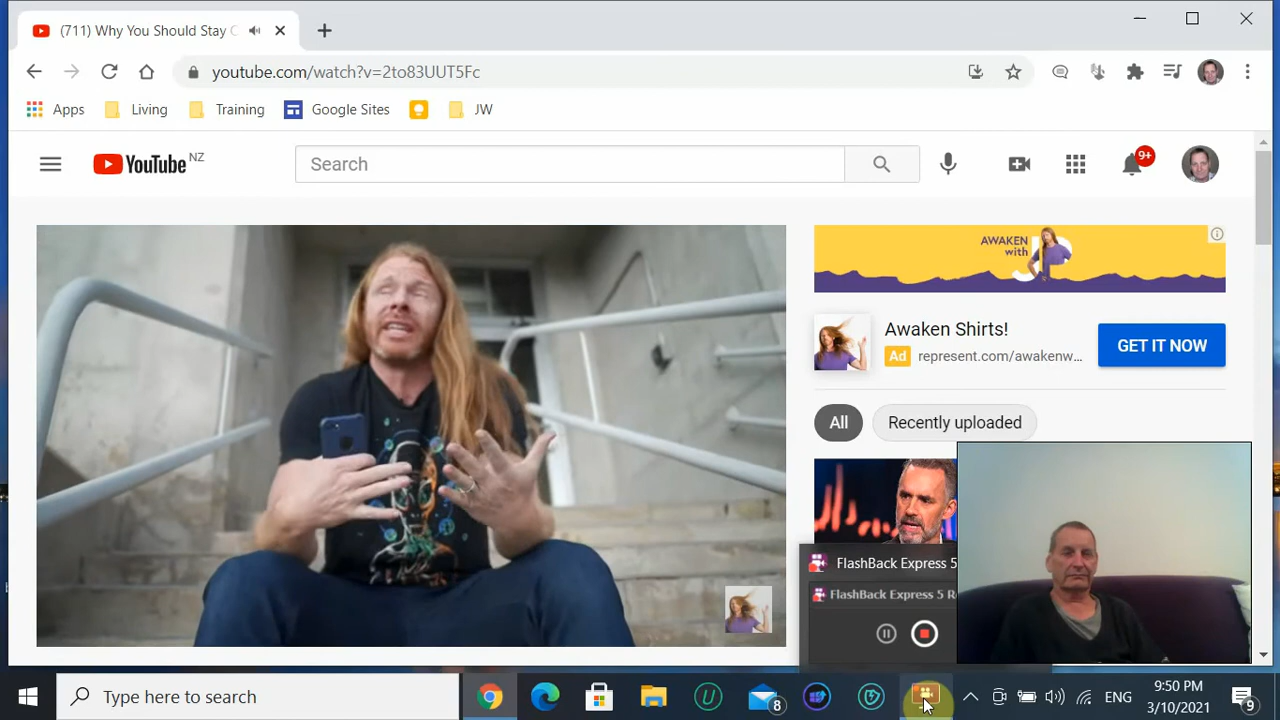 (711) Why You Should Stay C
youtube.com/watch?v=2to83UUT5Fc
Apps
Living
Training
Google Sites
JW
YouTube NZ
Search
9+
AWAKEN
with
JP
Awaken Shirts!
Ad represent.com/awakenw...
GET IT NOW
All
Recently uploaded
FlashBack Express 5
FlashBack Express 5 Re
Type here to search
8
ENG
9:50 PM
3/10/2021
9